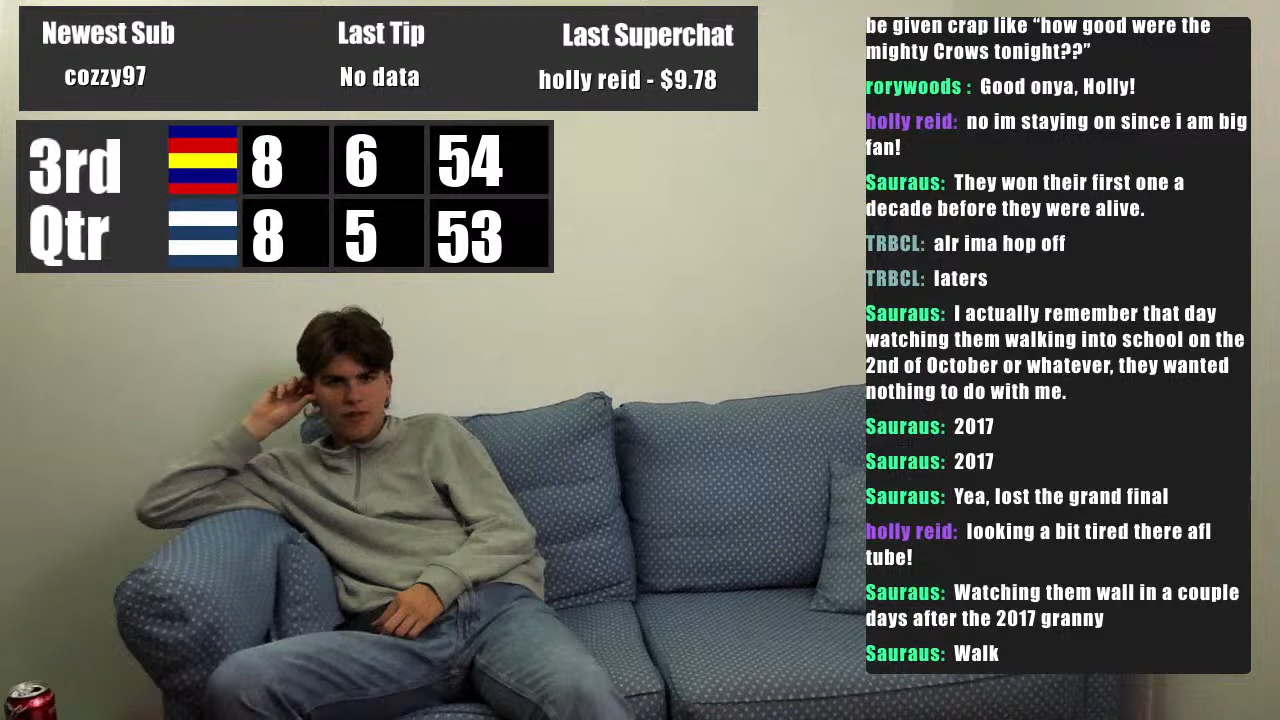 Newest Sub
Last Tip
Last Superchat
cozzy97
No data
holly reid - $9.78
3rd
8 6 54
Qtr
8 5 53
be given crap like “how good were the
mighty Crows tonight??”
rorywoods : Good onya, Holly!
holly reid: no im staying on since i am big
fan!
Sauraus: They won their first one a
decade before they were alive.
TRBCL: alr ima hop off
TRBCL: laters
Sauraus: I actually remember that day
watching them walking into school on the
2nd of October or whatever, they wanted
nothing to do with me.
Sauraus: 2017
Sauraus: 2017
Sauraus: Yea, lost the grand final
holly reid: looking a bit tired there afl
tube!
Sauraus: Watching them wall in a couple
days after the 2017 granny
Sauraus: Walk